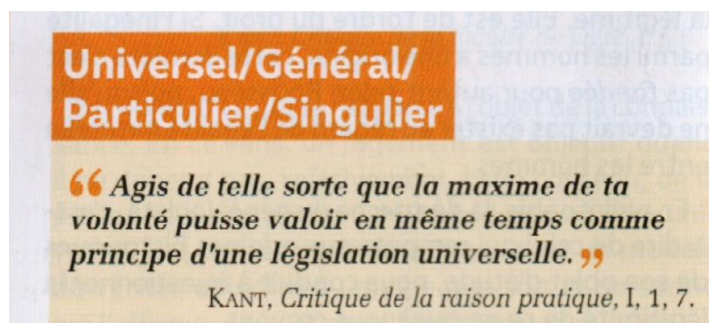 Universel/Général/
Particulier/Singulier
“ Agis de telle sorte que la maxime de ta
volonté puisse valoir en même temps comme
principe d'une législation universelle. ”
KANT, Critique de la raison pratique, I, 1, 7.